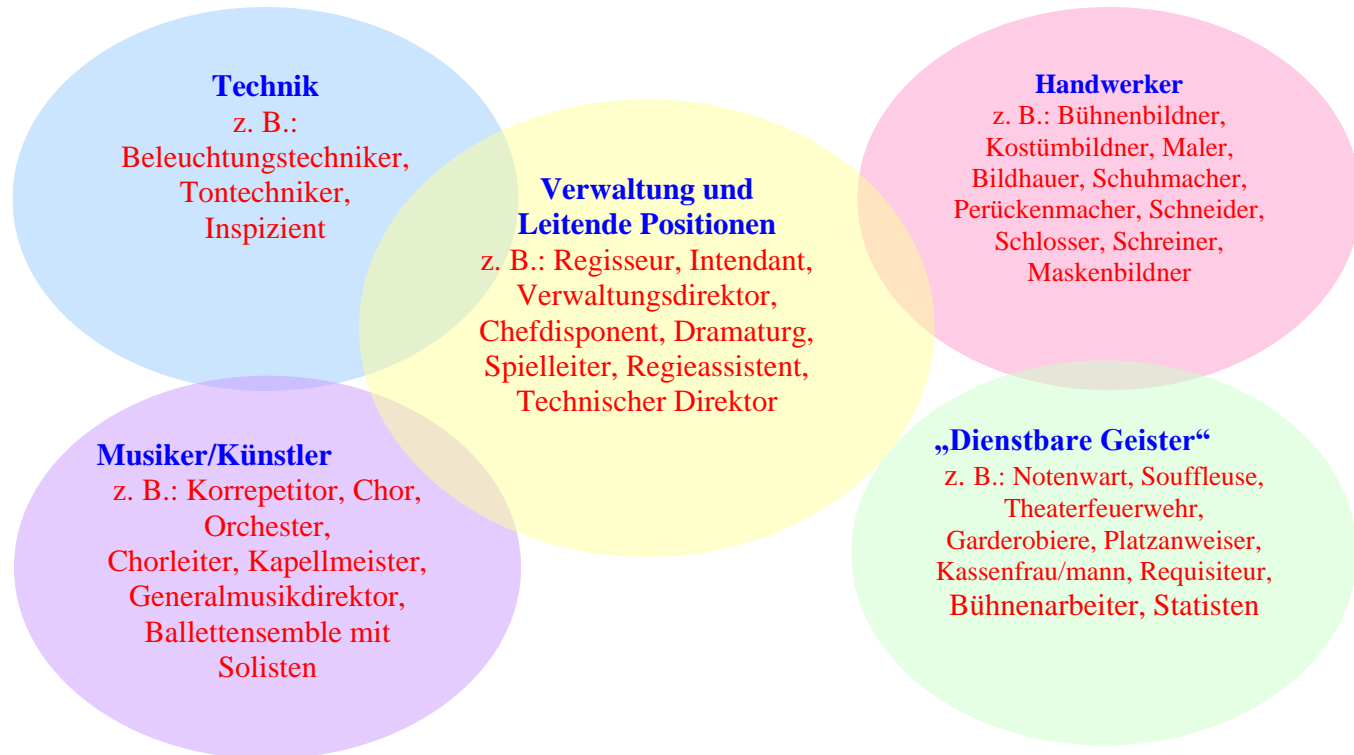 Technik
z. B.:
Beleuchtungstechniker,
Tontechniker,
Inspizient
Handwerker
z. B.: Bühnenbildner,
Kostümbildner, Maler,
Bildhauer, Schuhmacher,
Perückenmacher, Schneider,
Schlosser, Schreiner,
Maskenbildner
Verwaltung und
Leitende Positionen
z. B.: Regisseur, Intendant,
Verwaltungsdirektor,
Chefdisponent, Dramaturg,
Spielleiter, Regieassistent,
Technischer Direktor
Musiker/Künstler
z. B.: Korrepetitor, Chor,
Orchester,
Chorleiter, Kapellmeister,
Generalmusikdirektor,
Ballettensemble mit
Solisten
„Dienstbare Geister“
z. B.: Notenwart, Souffleuse,
Theaterfeuerwehr,
Garderobiere, Platzanweiser,
Kassenfrau/mann, Requisiteur,
Bühnenarbeiter, Statisten